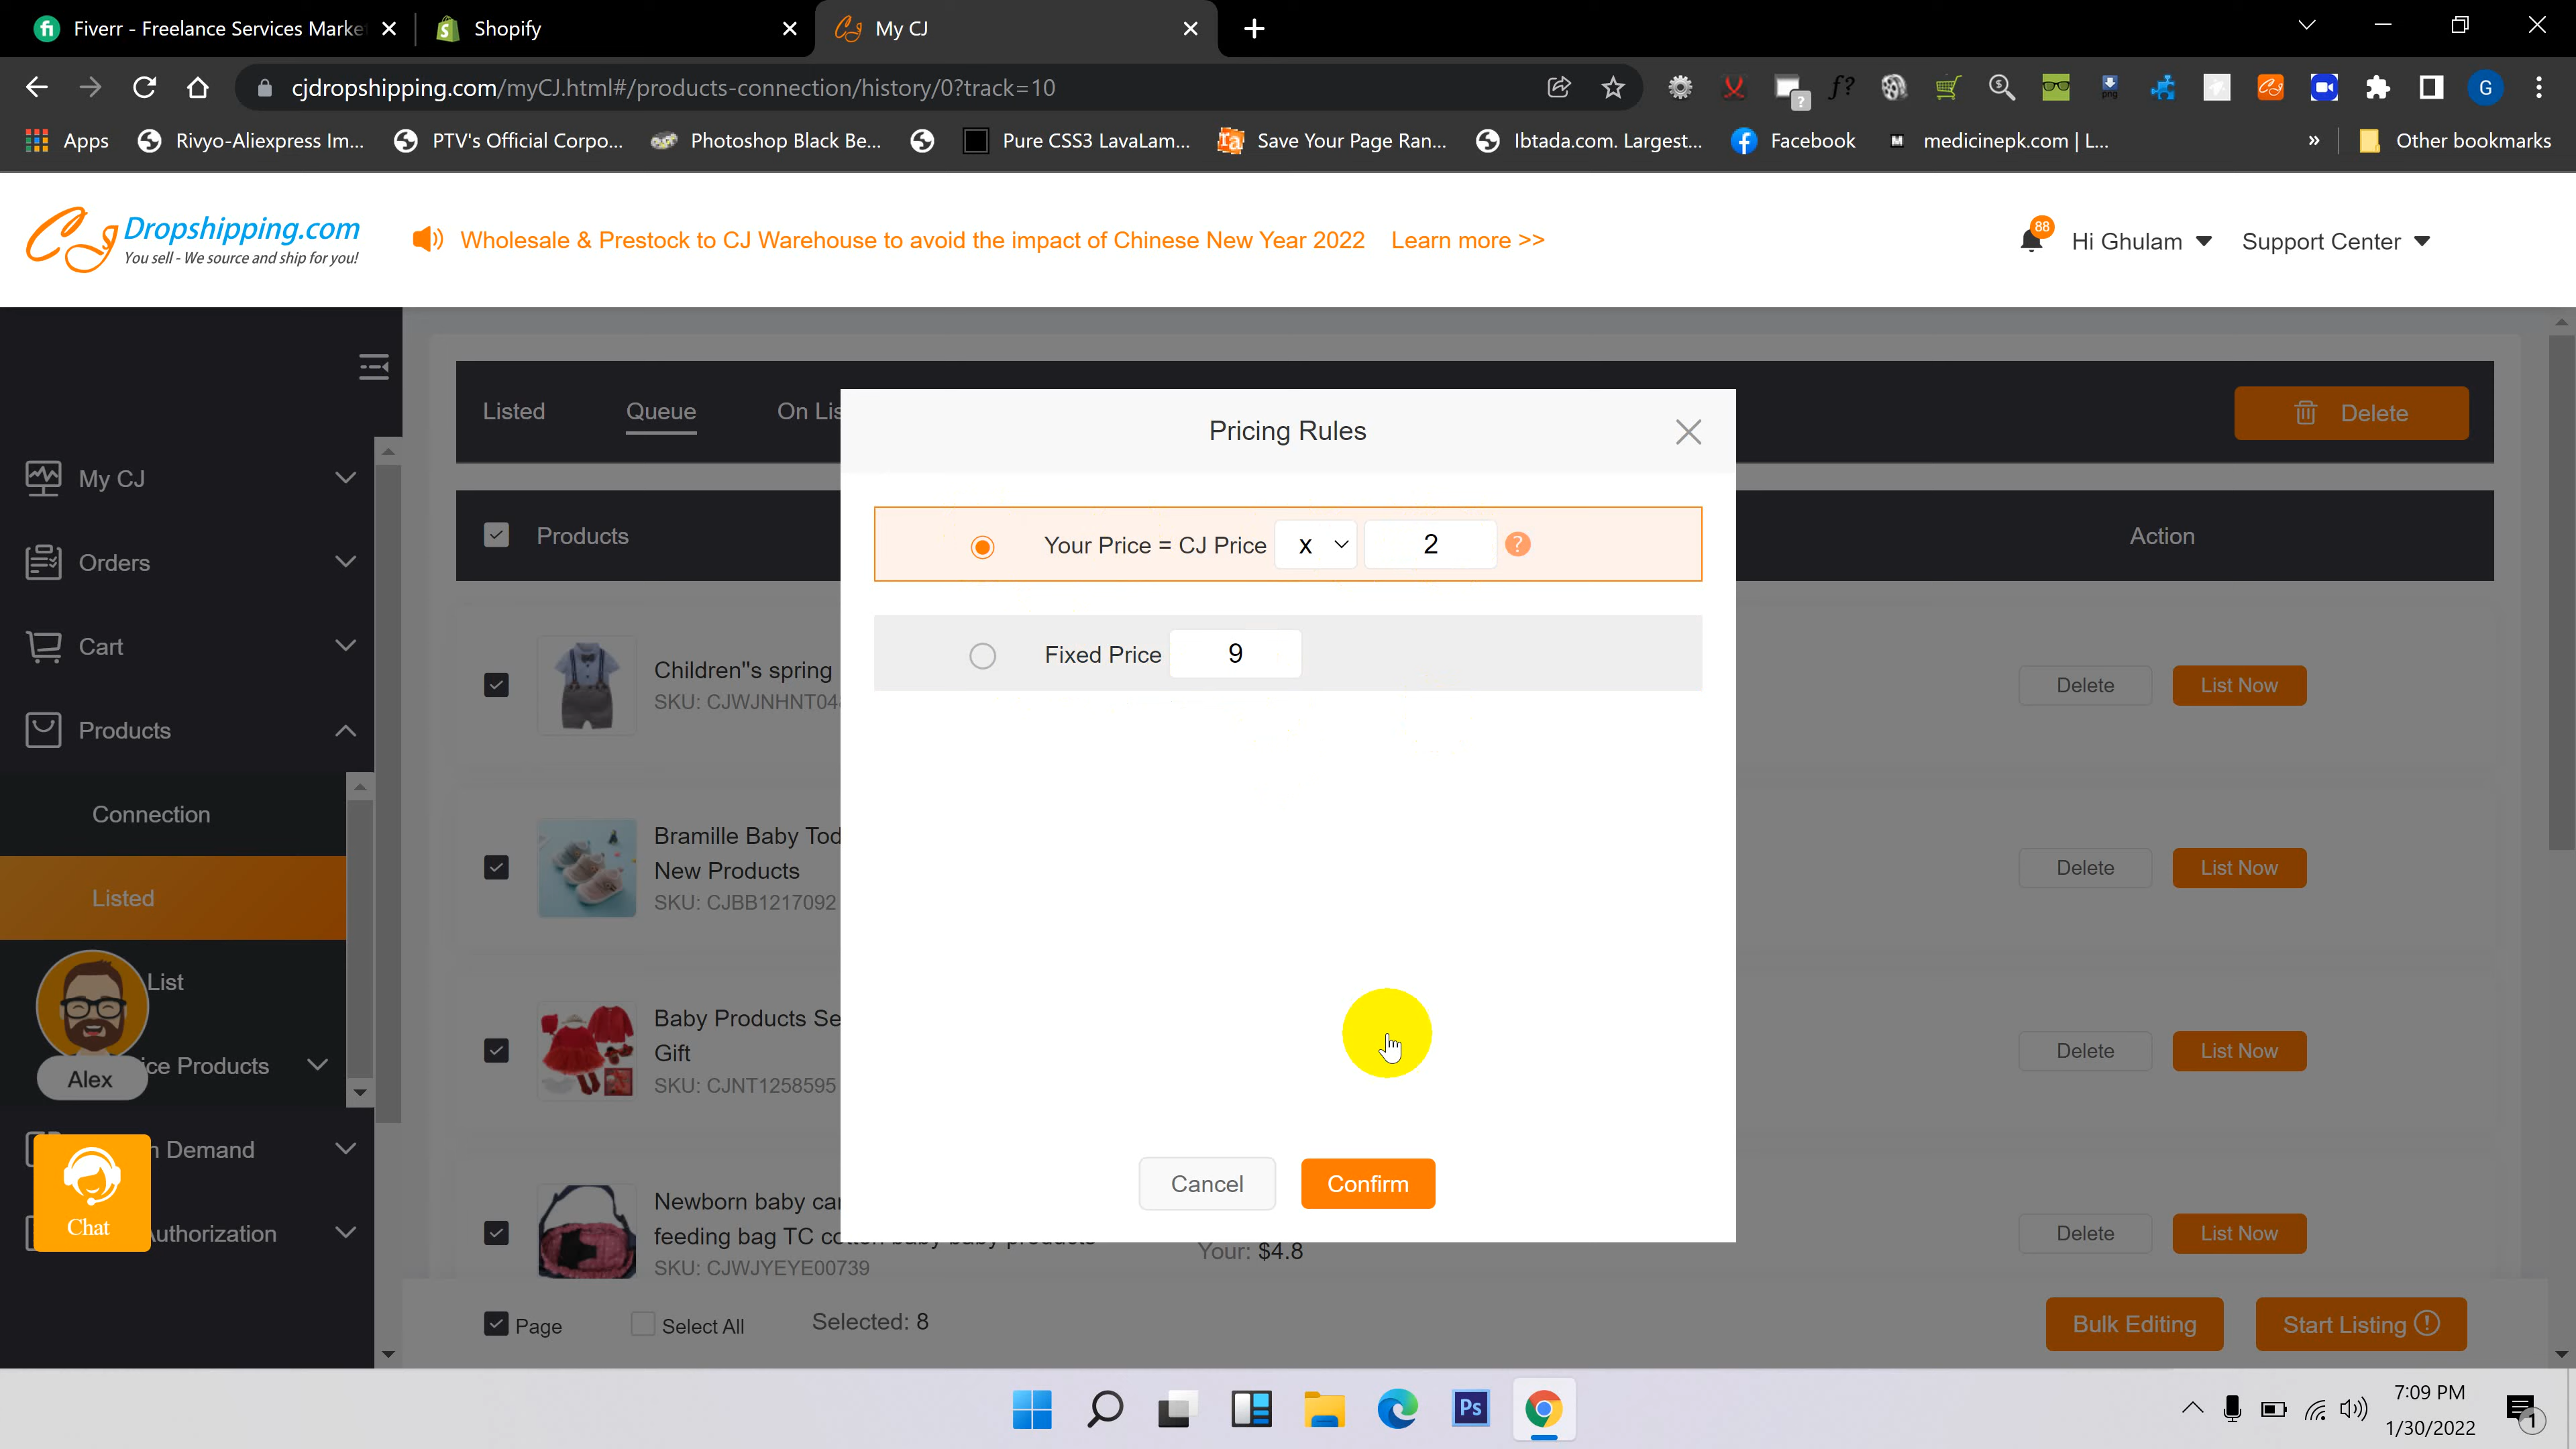 Fiverr - Freelance Services Marke
Shopify
My CJ
cjdropshipping.com/myCJ.html#/products-connection/history/0?track=10
Apps
Rivyo-Aliexpress Im...
PTV's Official Corpo...
Photoshop Black Be...
Pure CSS3 LavaLam...
Save Your Page Ran...
Ibtada.com. Largest...
Facebook
medicinepk.com | L...
»
Other bookmarks
CJ Dropshipping.com
You sell - We source and ship for you!
Wholesale & Prestock to CJ Warehouse to avoid the impact of Chinese New Year 2022 Learn more >>
88
Hi Ghulam
Support Center
Listed
Queue
On Lis
Delete
Pricing Rules
My CJ
Orders
Cart
Products
Connection
Listed
List
ice Products
Alex
n Demand
Chat
uthorization
Products
Action
Your Price = CJ Price x 2 ?
Fixed Price 9
Children"s spring
SKU: CJWJNHNT04
Delete
List Now
Bramille Baby Tod
New Products
SKU: CJBB1217092
Delete
List Now
Baby Products Se
Gift
SKU: CJNT1258595
Delete
List Now
Cancel
Confirm
Newborn baby car
feeding bag TC cotton baby baby products
SKU: CJWJYEYE00739
Your: $4.8
Delete
List Now
Page
Select All
Selected: 8
Bulk Editing
Start Listing
Ps
7:09 PM
1/30/2022
1